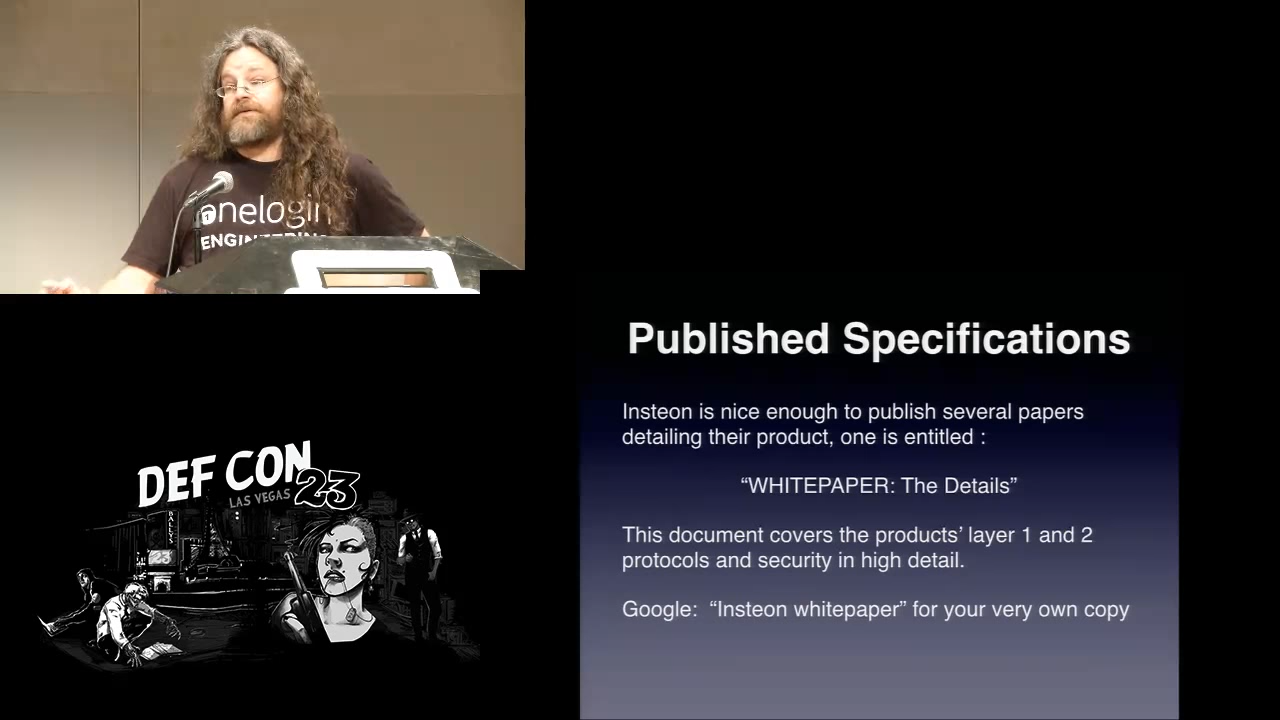 onelogin
ENGINEERING
Published Specifications
Insteon is nice enough to publish several papers
detailing their product, one is entitled :
“WHITEPAPER: The Details”
This document covers the products’ layer 1 and 2
protocols and security in high detail.
Google: “Insteon whitepaper” for your very own copy
DEF CON
LAS VEGAS 23
BALLYS